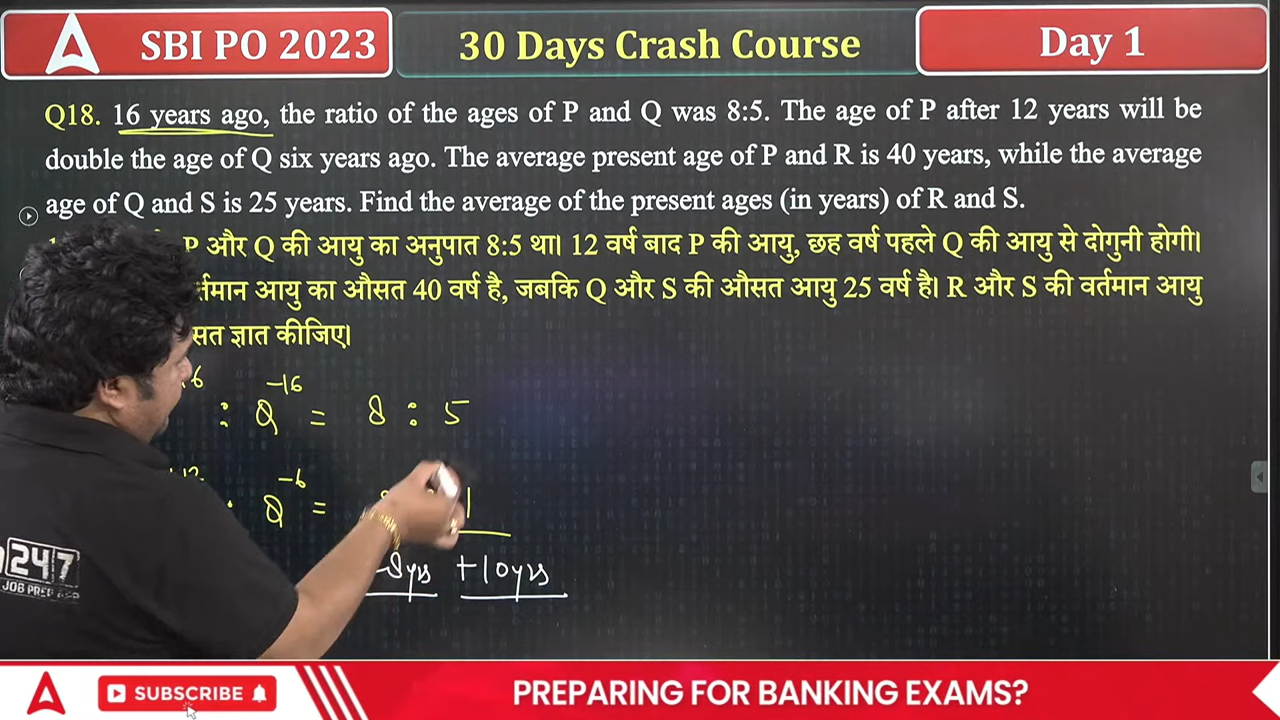 SBI PO 2023
30 Days Crash Course
Day 1
Q18. 16 years ago, the ratio of the ages of P and Q was 8:5. The age of P after 12 years will be
double the age of Q six years ago. The average present age of P and R is 40 years, while the average
age of Q and S is 25 years. Find the average of the present ages (in years) of R and S.
P और Q की आयु का अनुपात 8:5 था। 12 वर्ष बाद P की आयु, छह वर्ष पहले Q की आयु से दोगुनी होगी।
आयु का औसत 40 वर्ष है, जबकि Q और S की औसत आयु 25 वर्ष है। R और S की वर्तमान आयु
ज्ञात कीजिए।
: Q -16 = 8 : 5
: Q -6 = 1
yrs +10yrs
247
SUBSCRIBE
PREPARING FOR BANKING EXAMS?